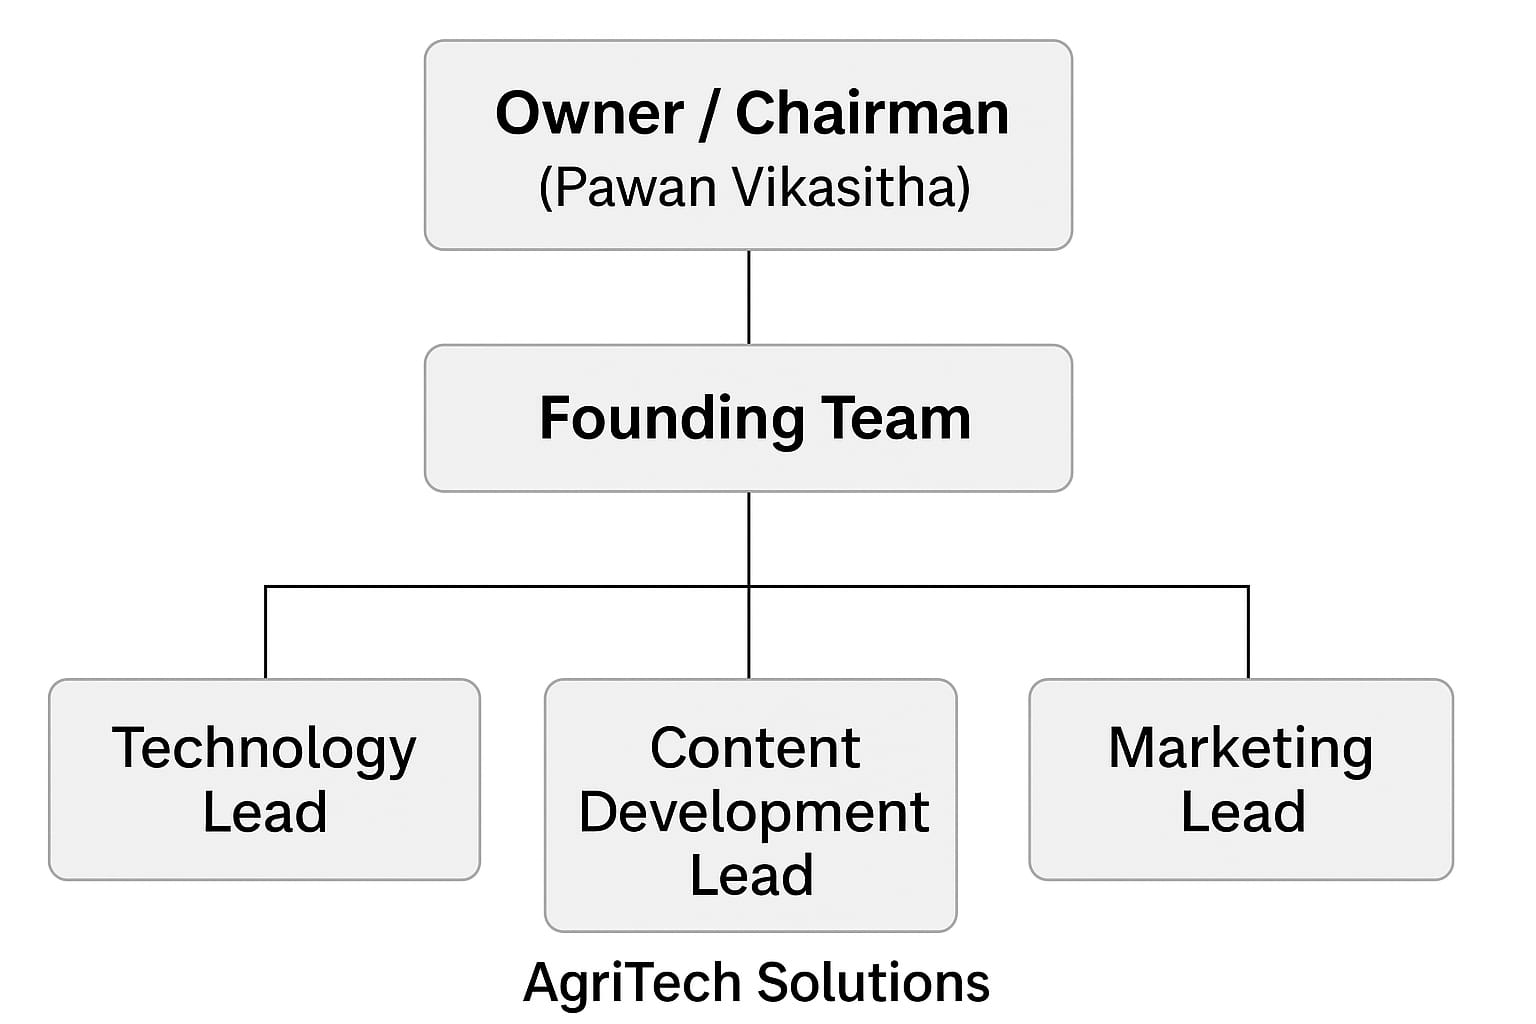 Owner / Chairman
(Pawan Vikasitha)
Founding Team
Technology
Lead
Content
Development
Lead
Marketing
Lead
AgriTech Solutions